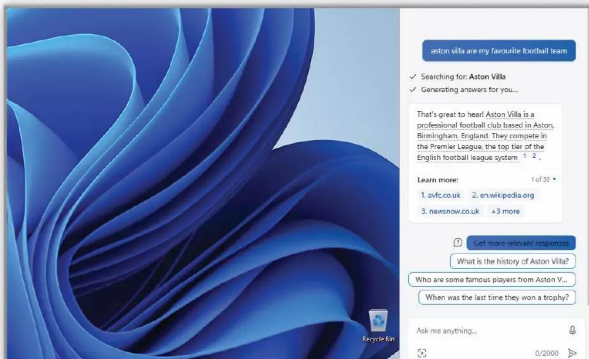 aston villa are my favourite football team
Searching for: Aston Villa
Generating answers for you...
That's great to hear! Aston Villa is a
professional football club based in Aston,
Birmingham, England. They compete in
the Premier League, the top tier of the
English football league system 1 2 .
Learn more:
1 of 30
1. avfc.co.uk 2. en.wikipedia.org
3. newsnow.co.uk +3 more
Get more relevant responses
What is the history of Aston Villa?
Who are some famous players from Aston V...
When was the last time they won a trophy?
Recycle Bin
Ask me anything...
0/2000